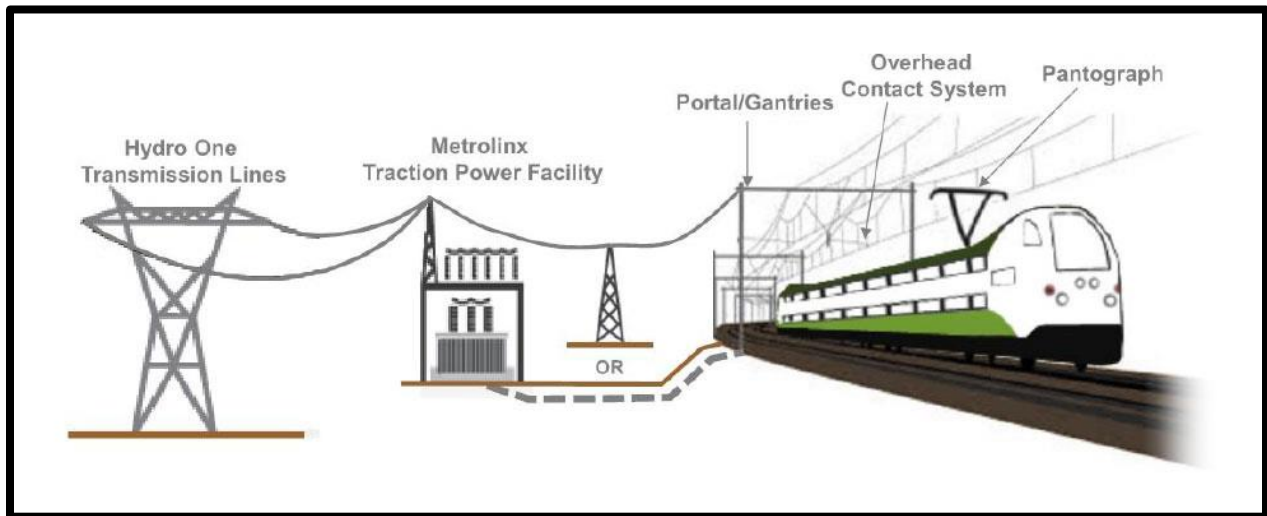 Hydro One
Transmission Lines
Metrolinx
Traction Power Facility
Portal/Gantries
Overhead
Contact System
Pantograph
OR